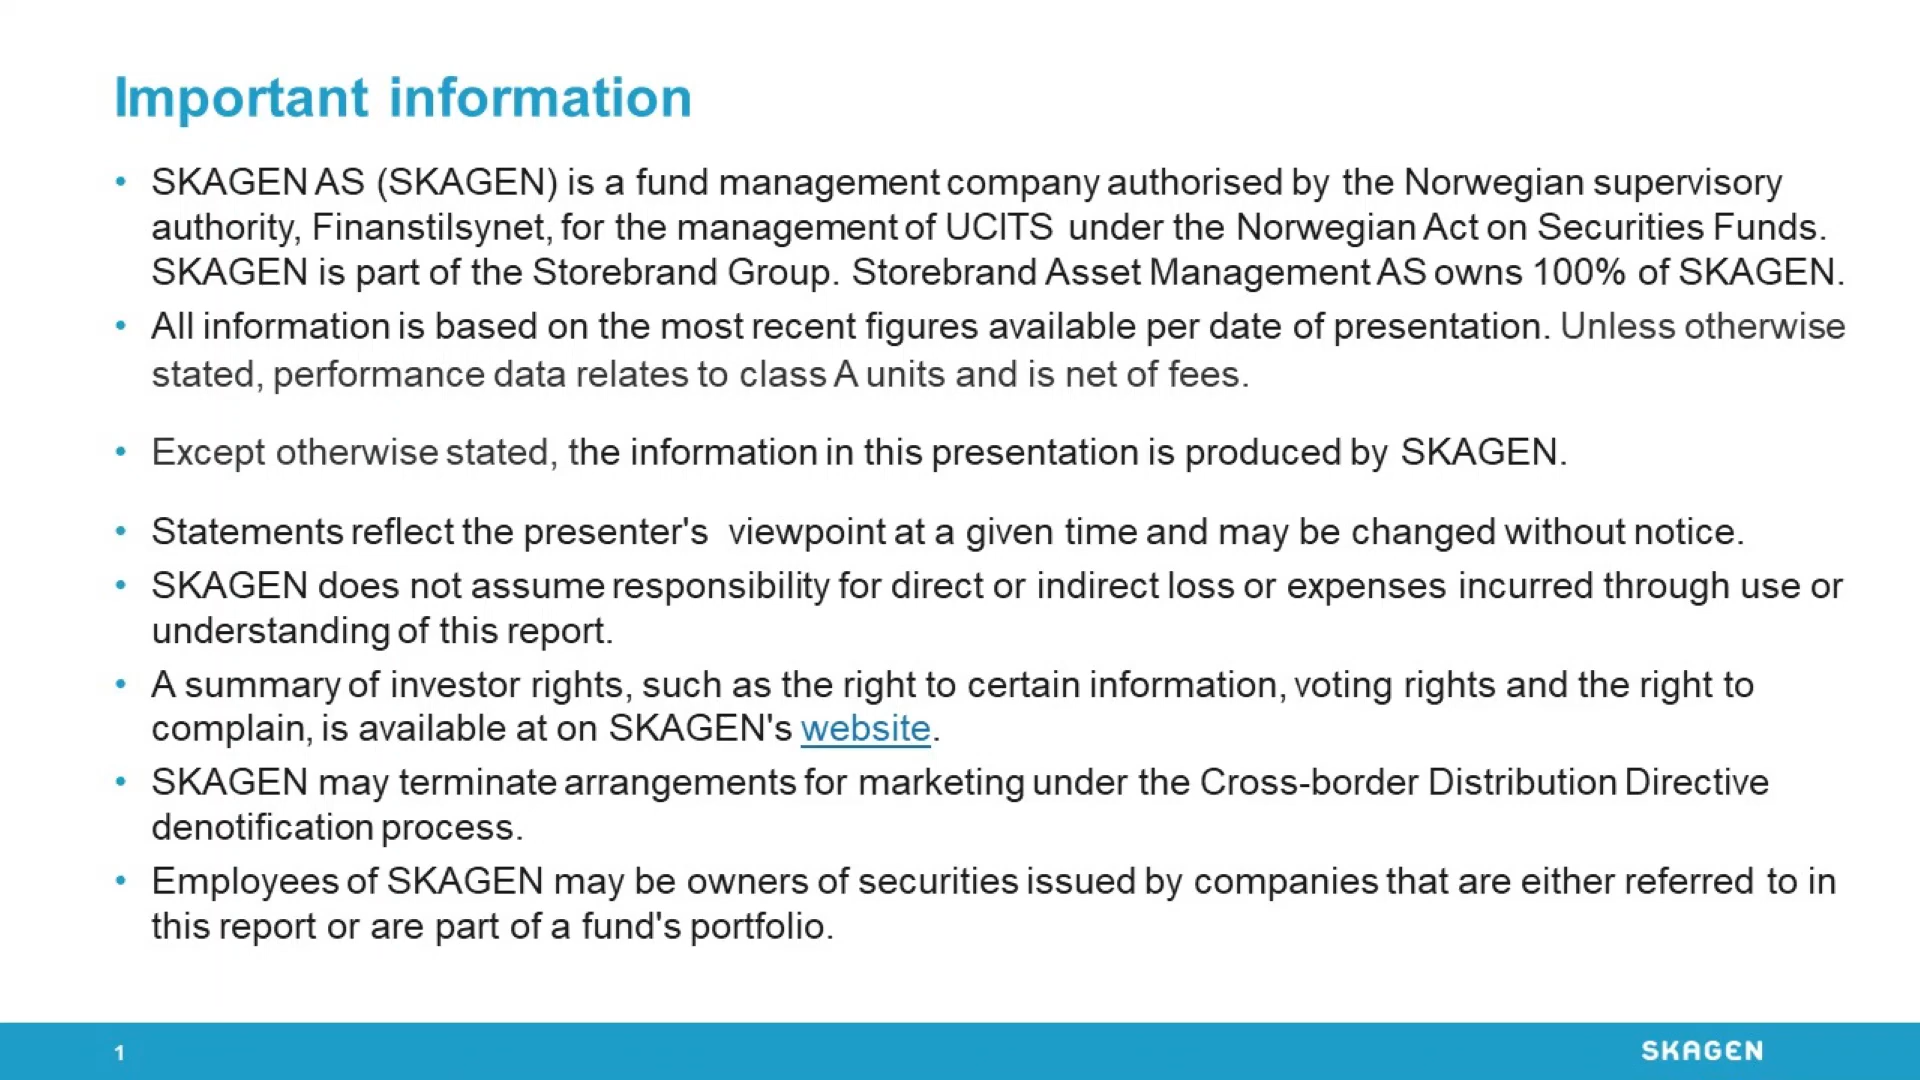 Important information
• SKAGEN AS (SKAGEN) is a fund management company authorised by the Norwegian supervisory
authority, Finanstilsynet, for the management of UCITS under the Norwegian Act on Securities Funds.
SKAGEN is part of the Storebrand Group. Storebrand Asset Management AS owns 100% of SKAGEN.
• All information is based on the most recent figures available per date of presentation. Unless otherwise
stated, performance data relates to class A units and is net of fees.
• Except otherwise stated, the information in this presentation is produced by SKAGEN.
• Statements reflect the presenter's viewpoint at a given time and may be changed without notice.
• SKAGEN does not assume responsibility for direct or indirect loss or expenses incurred through use or
understanding of this report.
• A summary of investor rights, such as the right to certain information, voting rights and the right to
complain, is available at on SKAGEN's website.
• SKAGEN may terminate arrangements for marketing under the Cross-border Distribution Directive
denotification process.
• Employees of SKAGEN may be owners of securities issued by companies that are either referred to in
this report or are part of a fund's portfolio.
1
SKAGEN